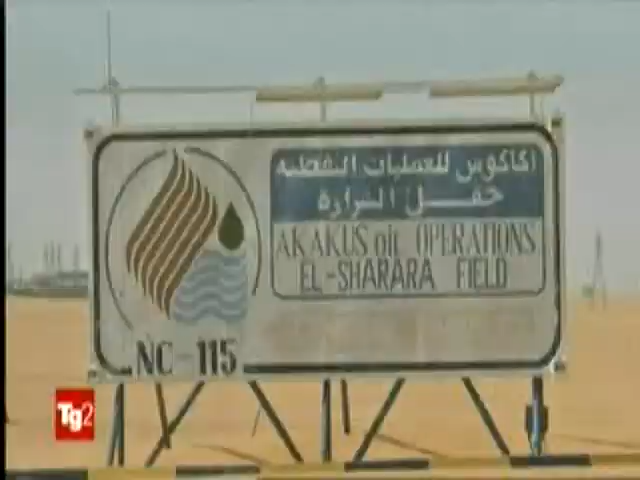 اكاكوس للعمليات النفطية
حقل الشرارة
AKAKUS OIL OPERATIONS
EL-SHARARA FIELD
NC-115
Tg2